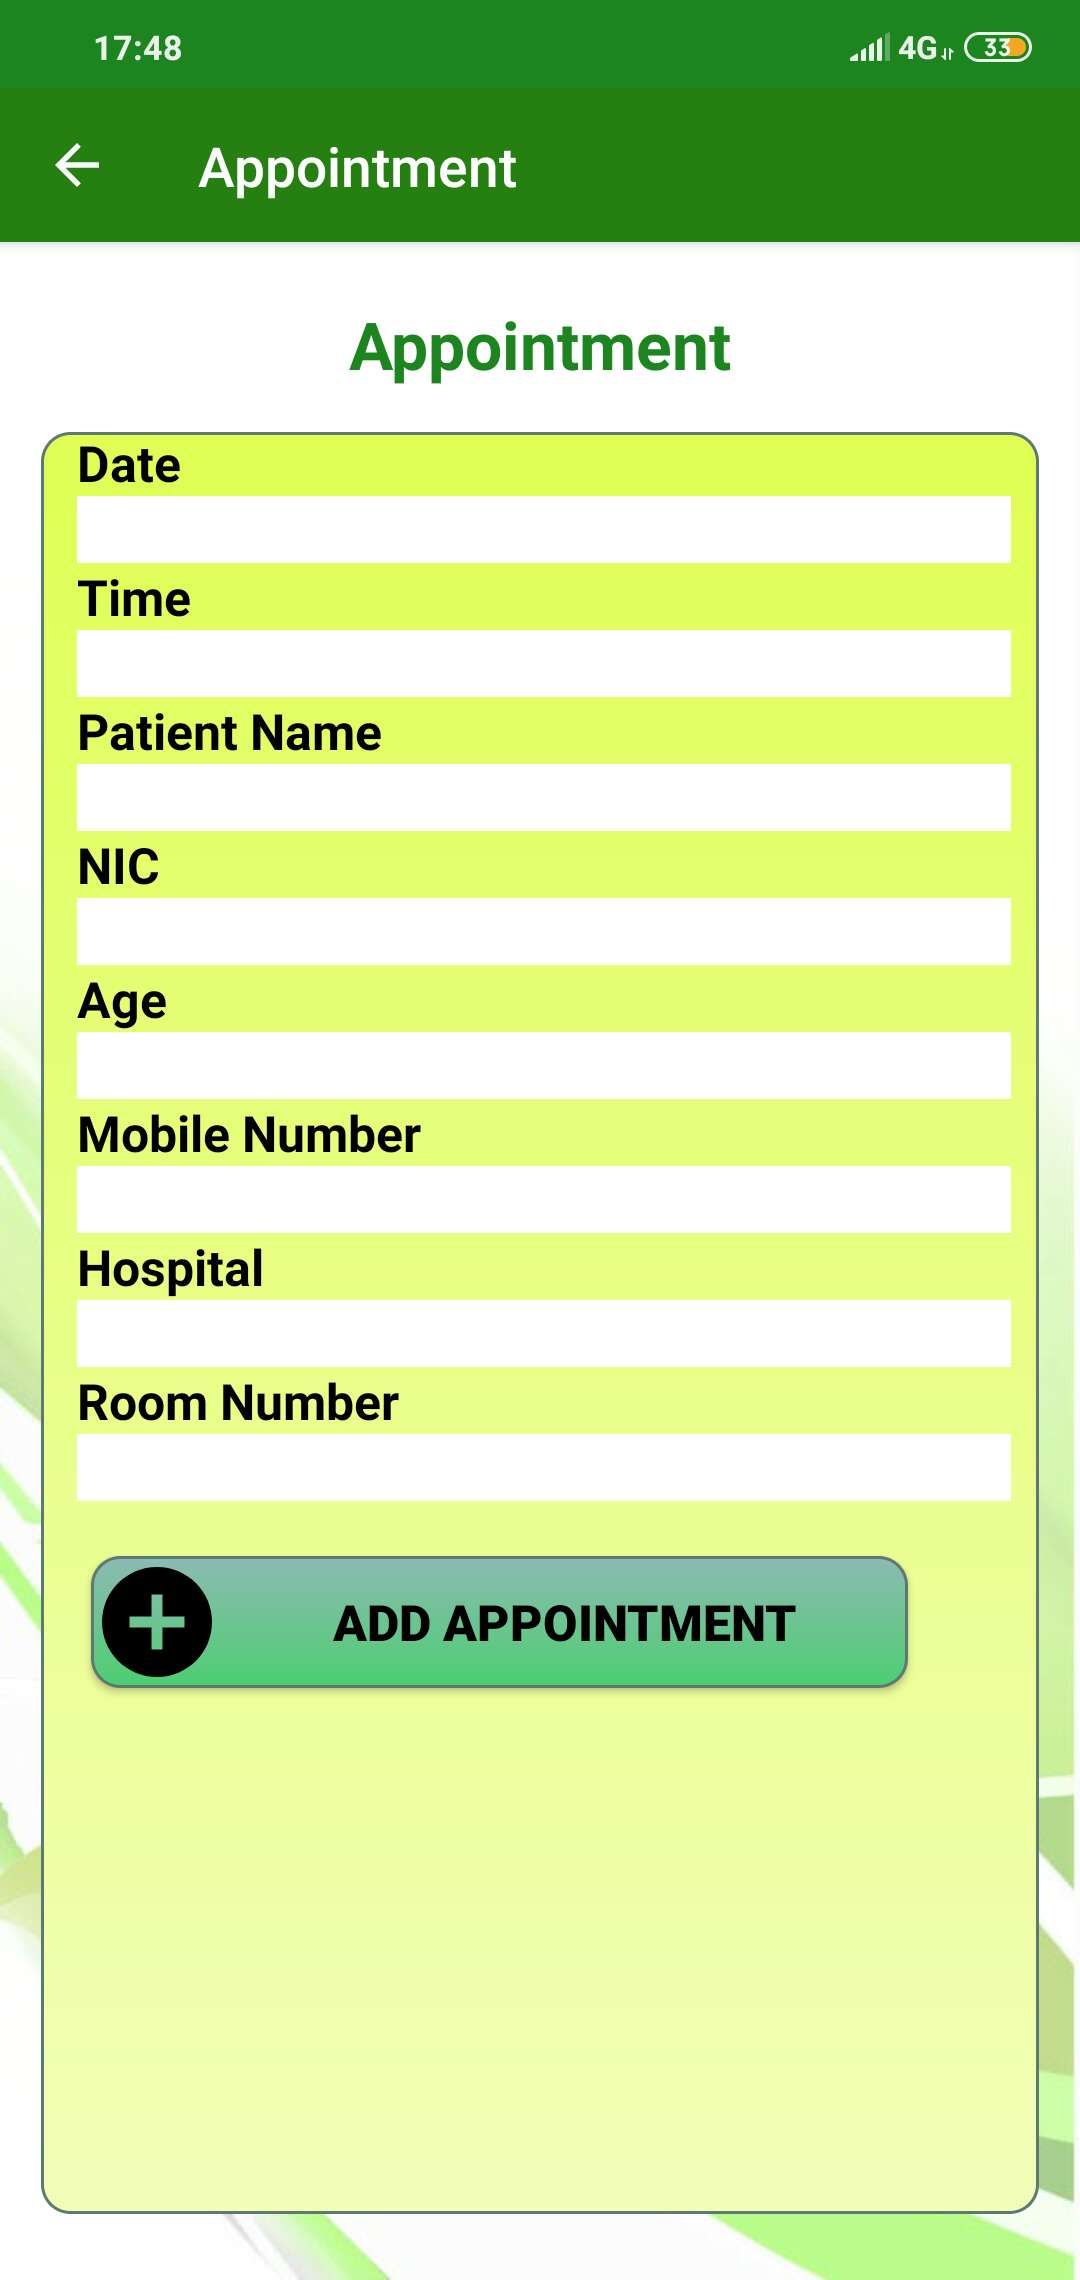 17:48
4G
33
Appointment
Appointment
Date
Time
Patient Name
NIC
Age
Mobile Number
Hospital
Room Number
ADD APPOINTMENT